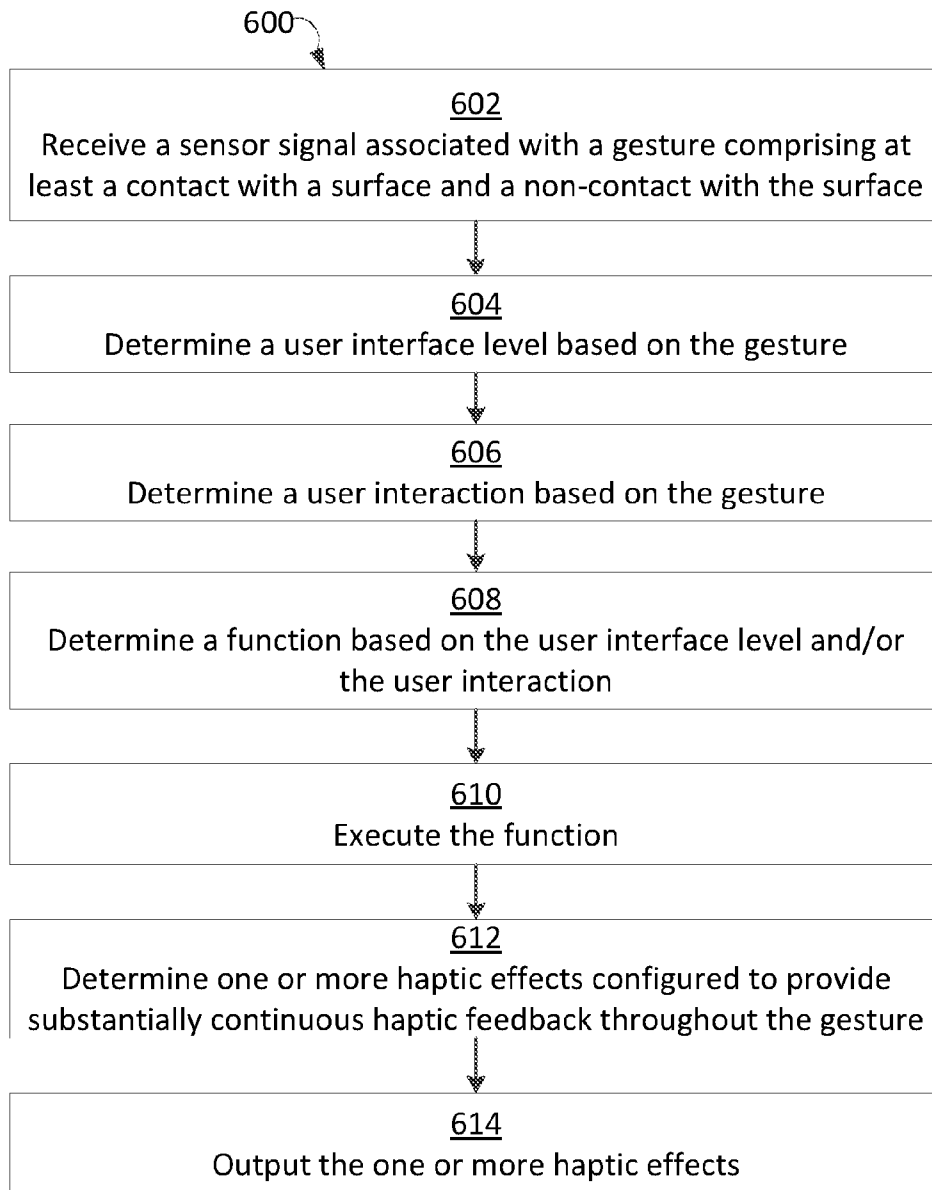 600
602
Receive a sensor signal associated with a gesture comprising at
least a contact with a surface and a non-contact with the surface
604
Determine a user interface level based on the gesture
606
Determine a user interaction based on the gesture
608
Determine a function based on the user interface level and/or
the user interaction
610
Execute the function
612
Determine one or more haptic effects configured to provide
substantially continuous haptic feedback throughout the gesture
614
Output the one or more haptic effects